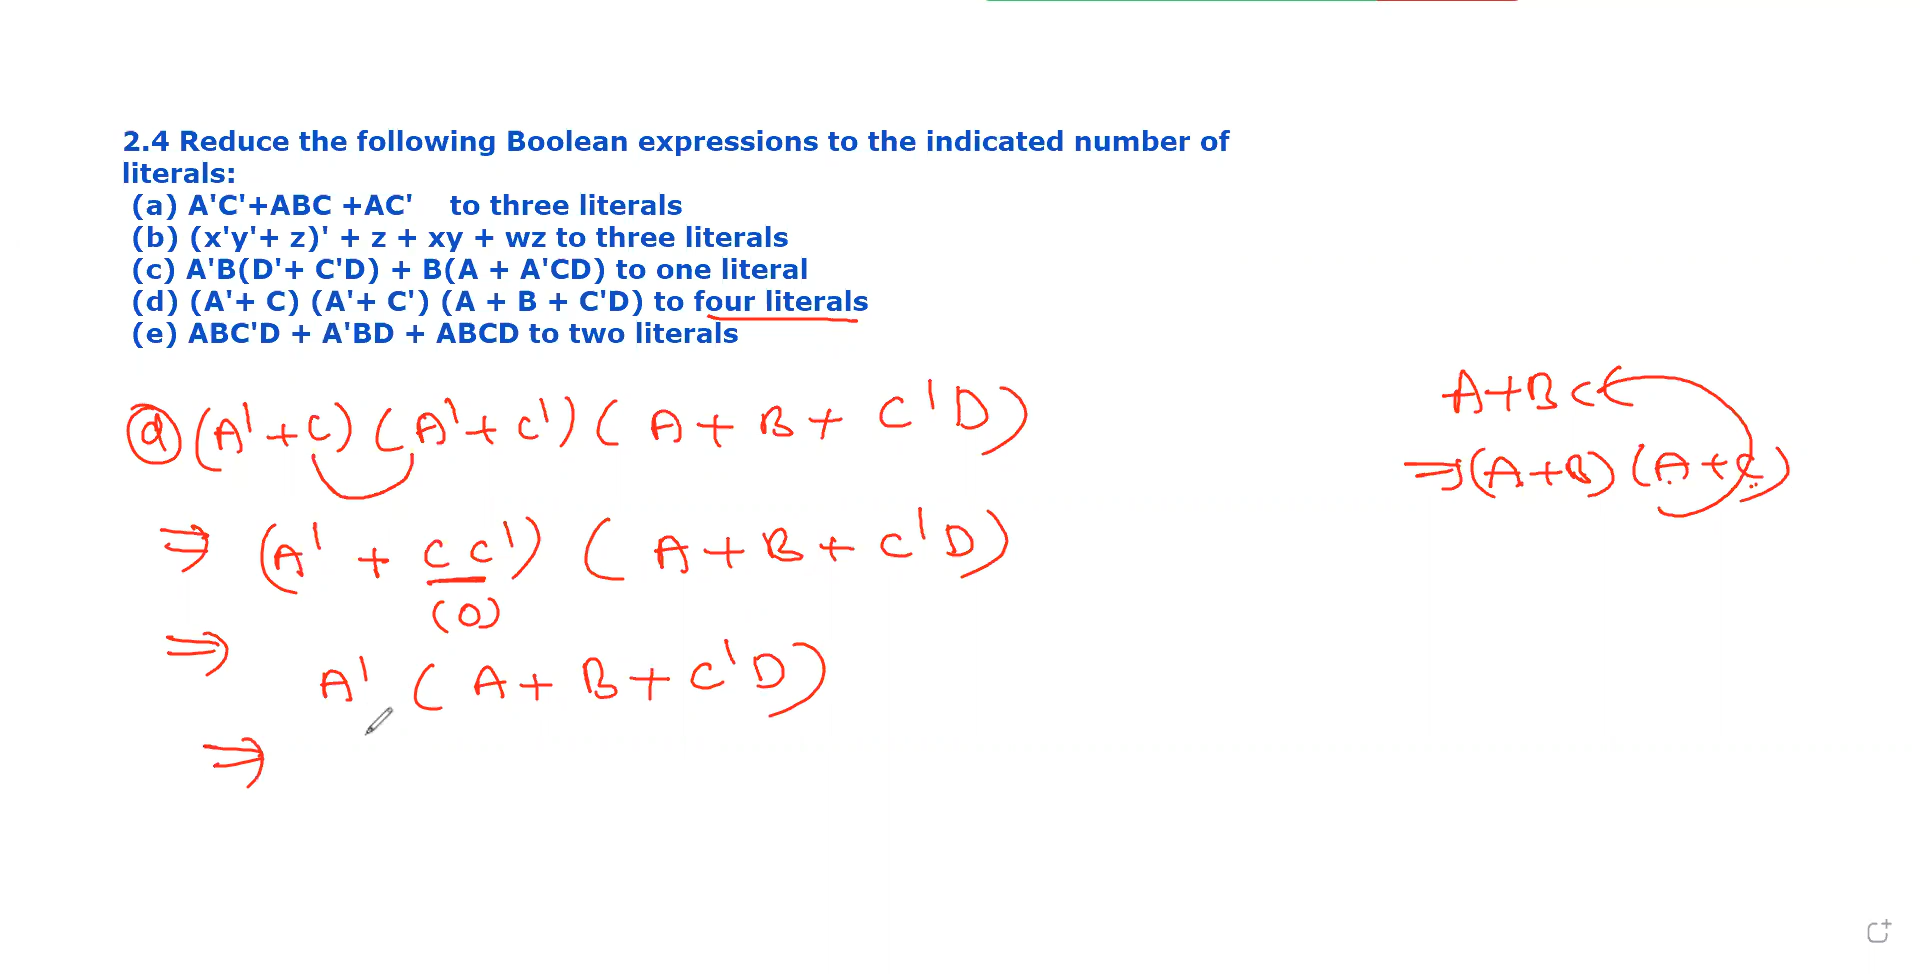 2.4 Reduce the following Boolean expressions to the indicated number of
literals:
(a) A'C'+ABC +AC' to three literals
(b) (x'y'+ z)' + z + xy + wz to three literals
(c) A'B(D'+ C'D) + B(A + A'CD) to one literal
(d) (A'+ C) (A'+ C') (A + B + C'D) to four literals
(e) ABC'D + A'BD + ABCD to two literals
(d) (A'+C) (A'+C') (A+B+C'D)
⇒ (A' + CC') (A+B+C'D)
(0)
⇒ A' (A+B+C'D)
⇒
A+BC
⇒(A+B) (A+C)